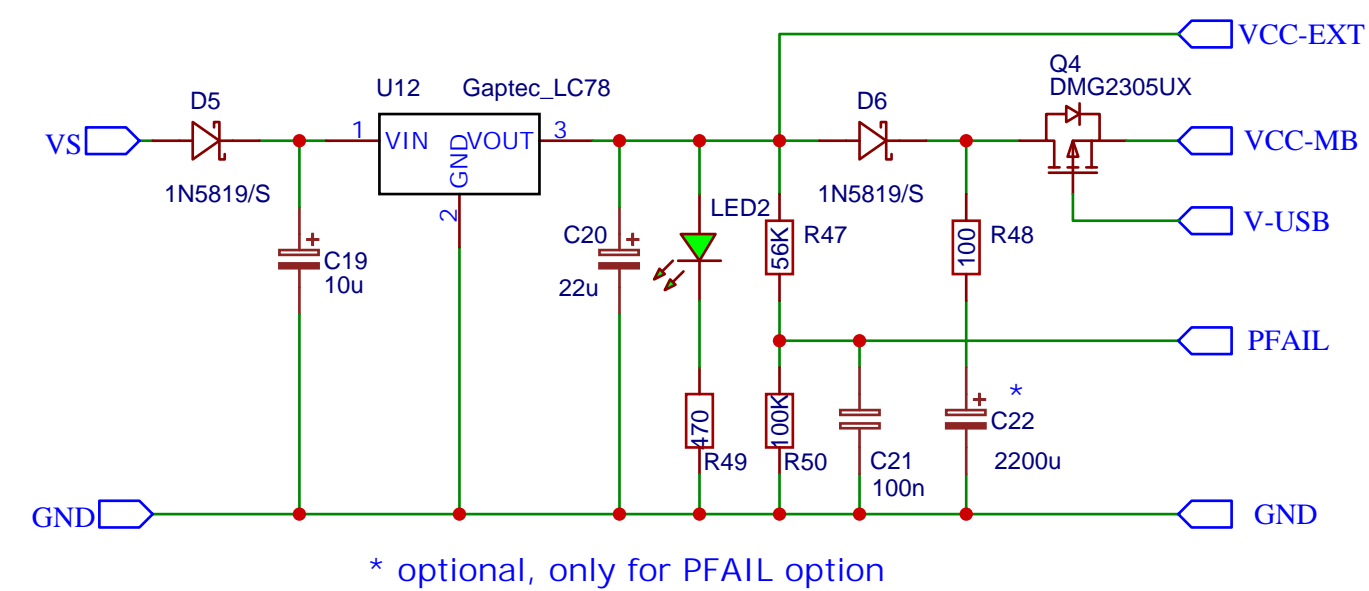 VCC-EXT
Q4
DMG2305UX
U12 Gaptec_LC78
D5
D6
VS
1
VIN
GND
VOUT
3
2
VCC-MB
1N5819/S
1N5819/S
LED2
V-USB
C20
22u
56K
R47
100
R48
C19
10u
PFAIL
*
470
R49
100K
R50
C21
100n
C22
2200u
GND
GND
* optional, only for PFAIL option